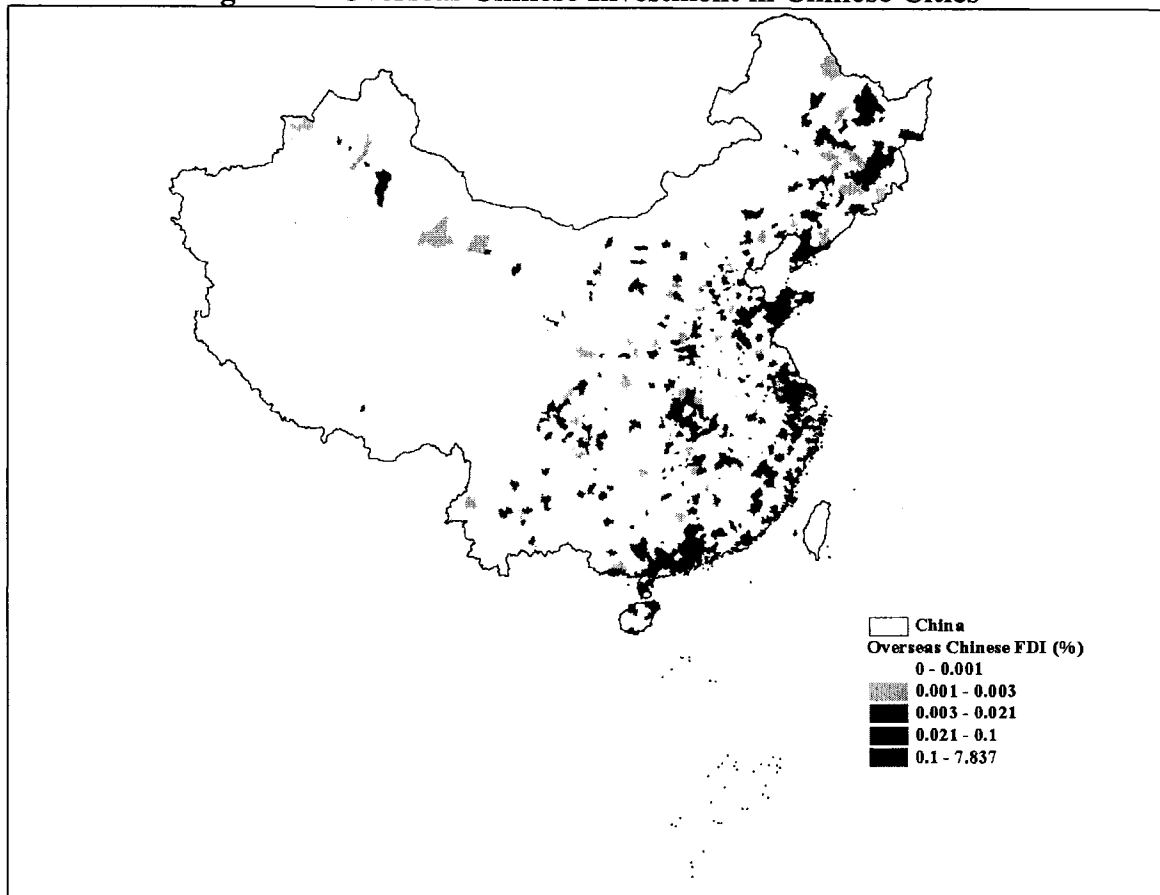 Overseas Chinese Investment in Chinese Cities
China
Overseas Chinese FDI (%)
0 - 0.001
0.001 - 0.003
0.003 - 0.021
0.021 - 0.1
0.1 - 7.837